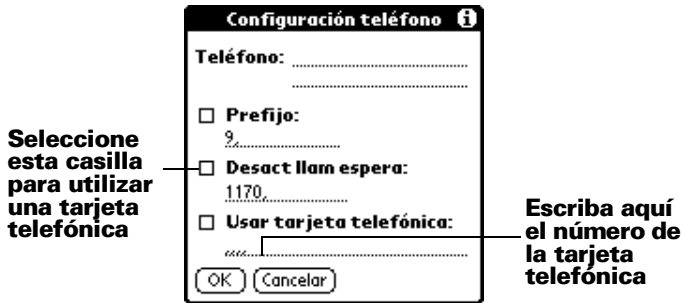 Configuración teléfono
Teléfono:
Prefijo:
9,
Desact llam espera:
1170,
Usar tarjeta telefónica:
,,,,
OK Cancelar
Seleccione
esta casilla
para utilizar
una tarjeta
telefónica
Escriba aquí
el número de
la tarjeta
telefónica